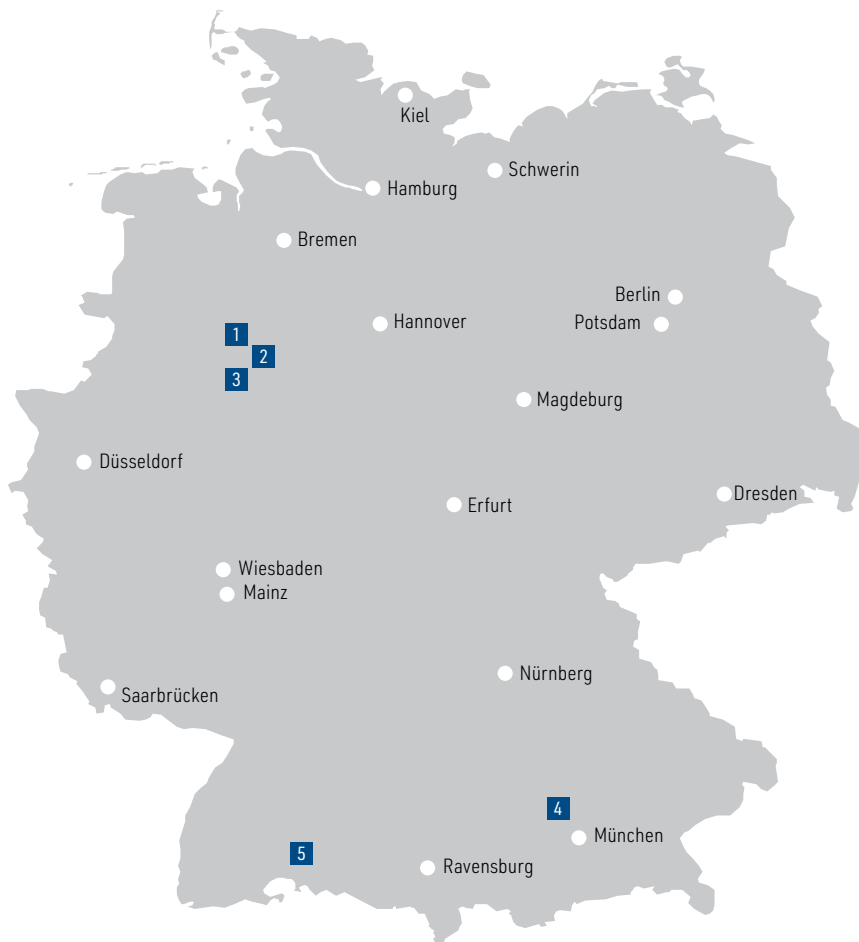 Kiel
Schwerin
Hamburg
Bremen
Berlin
Hannover
Potsdam
1
2
3
Magdeburg
Düsseldorf
Dresden
Erfurt
Wiesbaden
Mainz
Nürnberg
Saarbrücken
4
München
5
Ravensburg